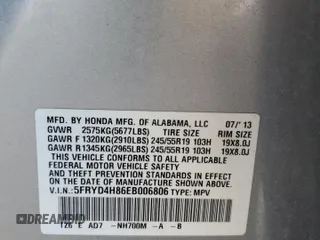 MFD. BY HONDA MFG. OF ALABAMA, LLC 07/'13
GVWR 2575KG(5677LBS) TIRE SIZE RIM SIZE
GAWR F 1320KG(2910LBS) 245/55R19 103H 19X8.0J
GAWR R 1345KG(2965LBS) 245/55R19 103H 19X8.0J
THIS VEHICLE CONFORMS TO ALL APPLICABLE
FEDERAL MOTOR VEHICLE SAFETY AND
THEFT PREVENTION STANDARDS IN EFFECT ON
THE DATE OF MANUFACTURE SHOWN ABOVE.
V.I.N:5FRYD4H86EB006806 TYPE: MPV
TZ6 E AD7 -NH700M -A -B